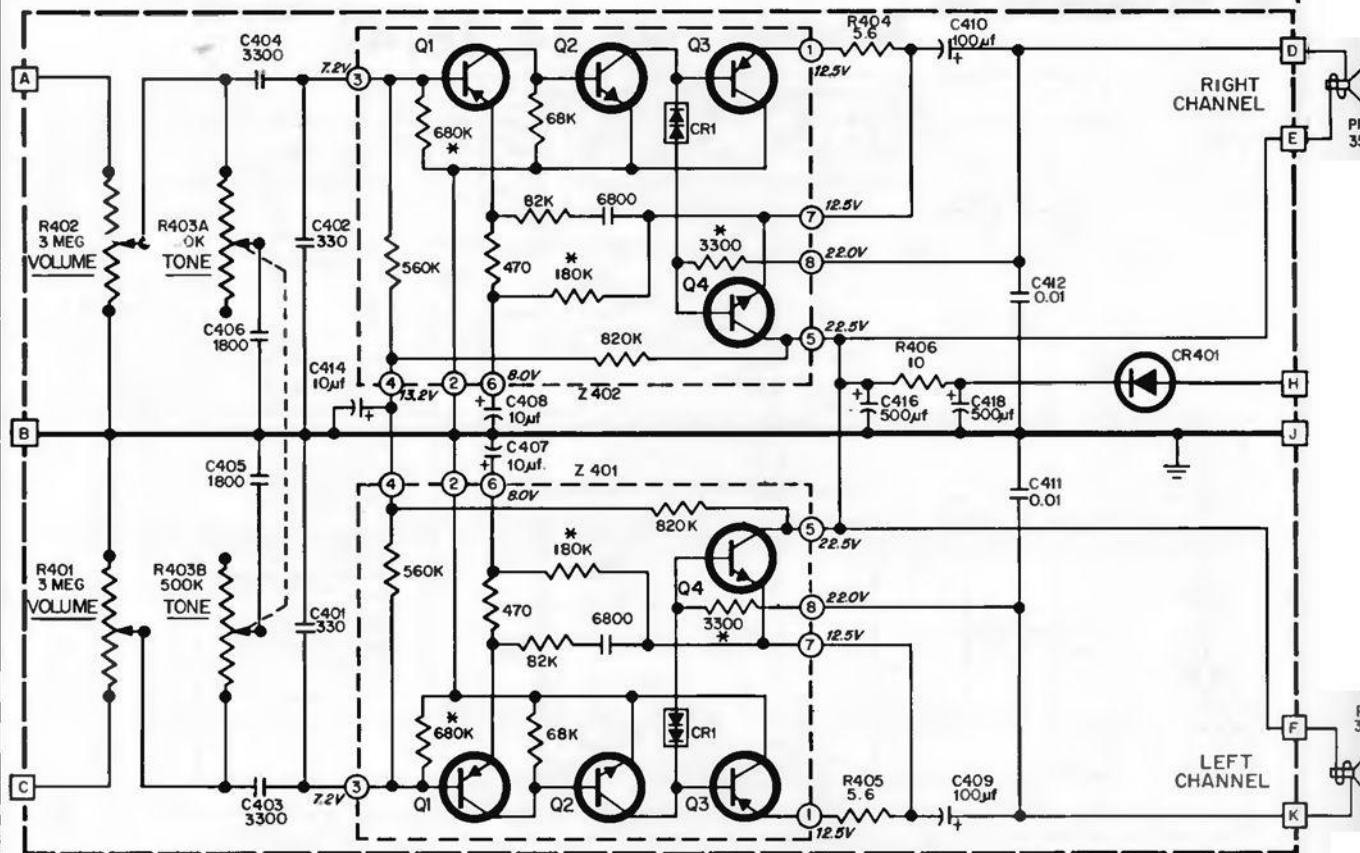 C404
3300
7.2V
3
Q1
Q2
Q3
1
12.5V
R404
5.6
C410
100µf
+
D
A
RIGHT
CHANNEL
680K
*
68K
CR1
E
R402
3 MEG
VOLUME
R403A
TONE
C402
330
82K
6800
7
12.5V
560K
470
*
180K
*
3300
8
22.0V
Q4
C412
0.01
C406
1800
820K
5
22.5V
R406
10
CR401
C414
10µf
+
4
13.2V
2
6
8.0V
Z 402
+
C408
10µf
+
C416
500µf
+
C418
500µf
H
B
J
C405
1800
C407
10µf.
+
Z 401
4
2
6
8.0V
C411
0.01
820K
5
22.5V
R401
3 MEG
VOLUME
R403B
500K
TONE
C401
330
560K
*
180K
470
Q4
8
22.0V
3300
*
6800
82K
7
12.5V
*
680K
68K
CR1
F
LEFT
CHANNEL
C
C403
3300
7.2V
3
Q1
Q2
Q3
1
12.5V
R405
5.6
C409
100µf
+
K